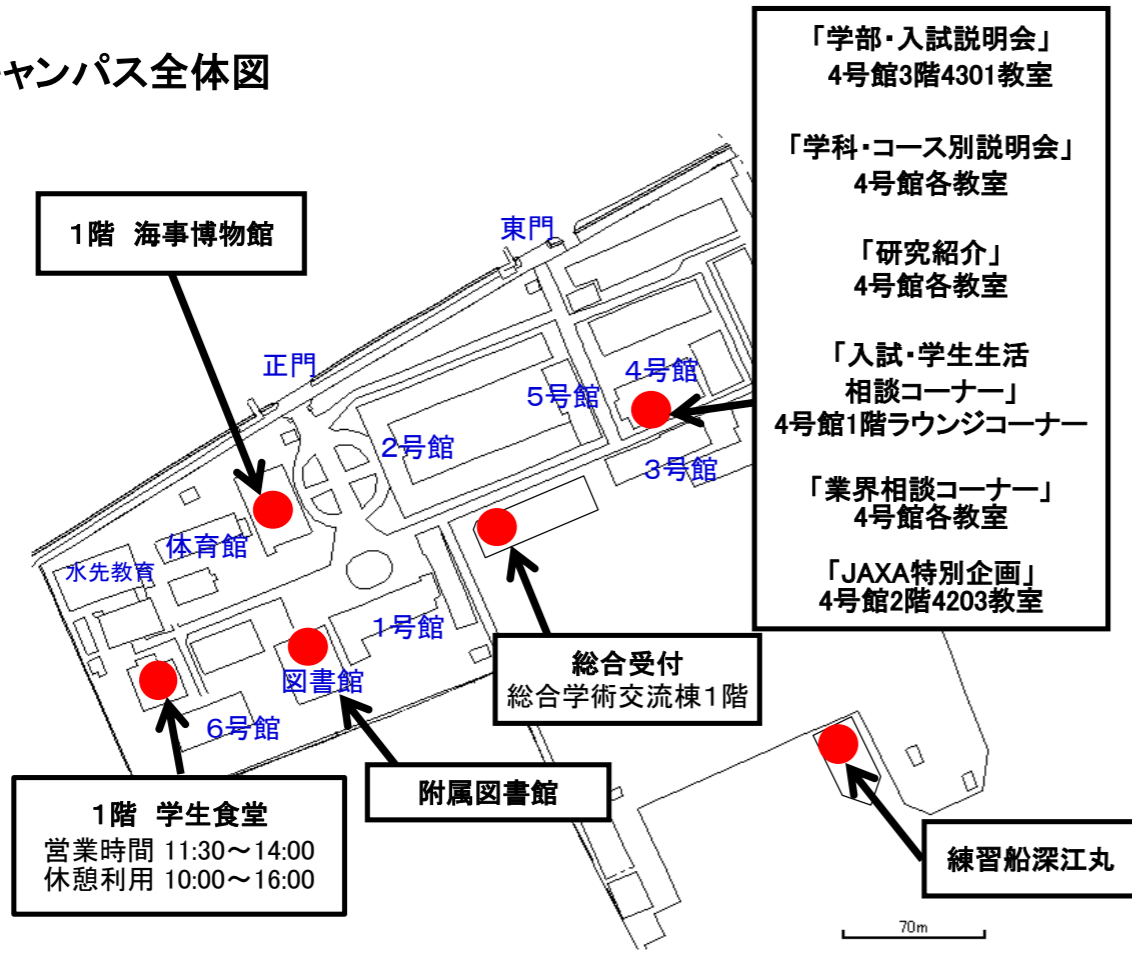 ャンパス全体図
「学部・入試説明会」
4号館3階4301教室
「学科・コース別説明会」
4号館各教室
「研究紹介」
4号館各教室
「入試・学生生活
相談コーナー」
4号館1階ラウンジコーナー
「業界相談コーナー」
4号館各教室
「JAXA特別企画」
4号館2階4203教室
1階 海事博物館
東門
正門
4号館
5号館
2号館
3号館
体育館
水先教育
1号館
図書館
6号館
総合受付
総合学術交流棟1階
附属図書館
1階 学生食堂
営業時間 11:30～14:00
休憩利用 10:00～16:00
練習船深江丸
70m